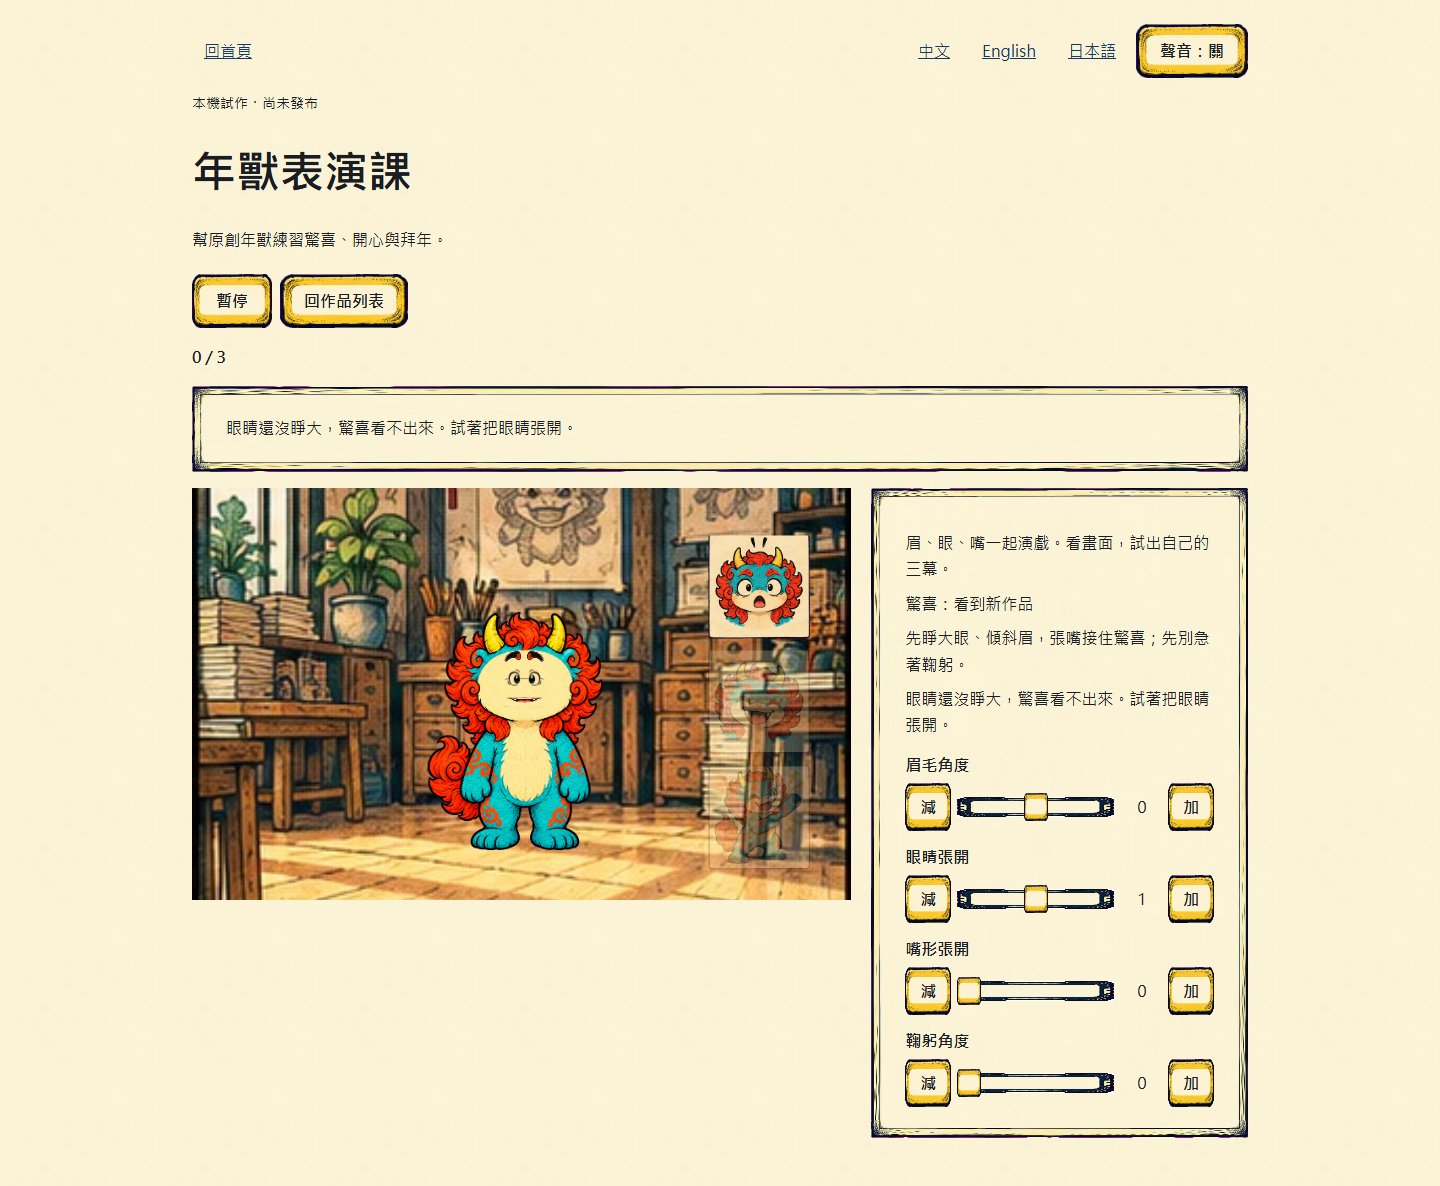 回首頁
中文 English 日本語 聲音：關
本機試作・尚未發布
年獸表演課
幫原創年獸練習驚喜、開心與拜年。
暫停 回作品列表
0 / 3
眼睛還沒睜大，驚喜看不出來。試著把眼睛張開。
眉、眼、嘴一起演戲。看畫面，試出自己的
三幕。
驚喜：看到新作品
先睜大眼、傾斜眉，張嘴接住驚喜；先別急
著鞠躬。
眼睛還沒睜大，驚喜看不出來。試著把眼睛
張開。
眉毛角度
減 0 加
眼睛張開
減 1 加
嘴形張開
減 0 加
鞠躬角度
減 0 加